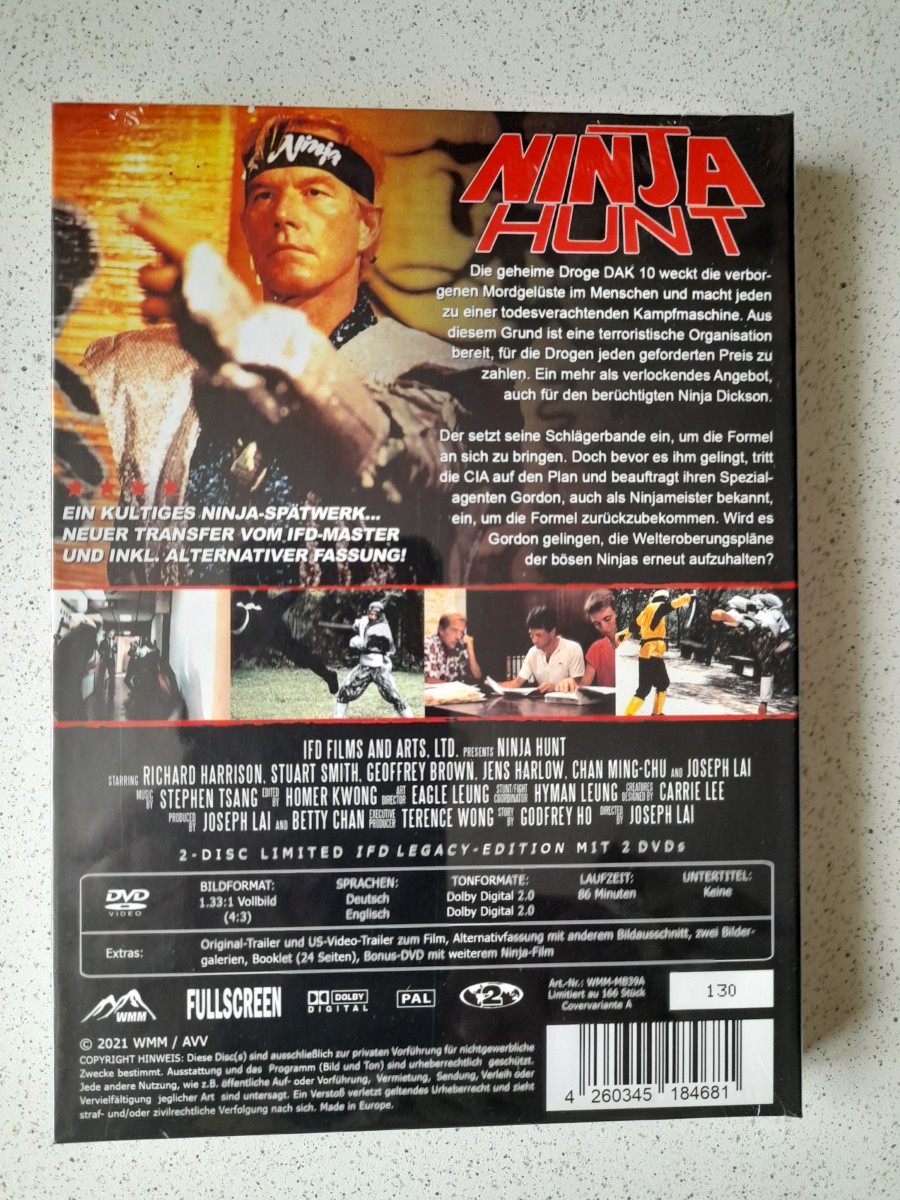 Ninja
NINJA
HUNT
Die geheime Droge DAK 10 weckt die verbor-
genen Mordgelüste im Menschen und macht jeden
zu einer todesverachtenden Kampfmaschine. Aus
diesem Grund ist eine terroristische Organisation
bereit, für die Drogen jeden geforderten Preis zu
zahlen. Ein mehr als verlockendes Angebot,
auch für den berüchtigten Ninja Dickson.
Der setzt seine Schlägerbande ein, um die Formel
an sich zu bringen. Doch bevor es ihm gelingt, tritt
die CIA auf den Plan und beauftragt ihren Spezial-
agenten Gordon, auch als Ninjameister bekannt,
ein, um die Formel zurückzubekommen. Wird es
Gordon gelingen, die Welteroberungspläne
der bösen Ninjas erneut aufzuhalten?
EIN KULTIGES NINJA-SPÄTWERK...
NEUER TRANSFER VOM IFD-MASTER
UND INKL. ALTERNATIVER FASSUNG!
IFD FILMS AND ARTS, LTD. PRESENTS NINJA HUNT
STARRING RICHARD HARRISON, STUART SMITH, GEOFFREY BROWN, JENS HARLOW, CHAN MING-CHU AND JOSEPH LAI
MUSIC BY STEPHEN TSANG EDITED BY HOMER KWONG ART DIRECTOR EAGLE LEUNG STUNT/FIGHT COORDINATOR HYMAN LEUNG CREATURES DESIGNED BY CARRIE LEE
PRODUCED BY JOSEPH LAI AND BETTY CHAN EXECUTIVE PRODUCER TERENCE WONG STORY BY GODFREY HO DIRECTED BY JOSEPH LAI
2-DISC LIMITED IFD LEGACY-EDITION MIT 2 DVDs
DVD
VIDEO
BILDFORMAT:
1.33:1 Vollbild
(4:3)
SPRACHEN:
Deutsch
Englisch
TONFORMATE:
Dolby Digital 2.0
Dolby Digital 2.0
LAUFZEIT:
86 Minuten
UNTERTITEL:
Keine
Extras:
Original-Trailer und US-Video-Trailer zum Film, Alternativfassung mit anderem Bildausschnitt, zwei Bilder-
galerien, Booklet (24 Seiten), Bonus-DVD mit weiterem Ninja-Film
WMM
FULLSCREEN
DOLBY
DIGITAL
PAL
2
Art.-Nr.: WMM-MB39A
Limitiert au 166 Stück
Covervariante A
130
© 2021 WMM / AVV
COPYRIGHT HINWEIS: Diese Disc(s) sind ausschließlich zur privaten Vorführung für nichtgewerbliche
Zwecke bestimmt. Ausstattung und das Programm (Bild und Ton) sind urheberrechtlich geschützt.
Jede andere Nutzung, wie z.B. öffentliche Auf- oder Vorführung, Vermietung, Sendung, Verleih oder
Vervielfältigung jeglicher Art sind untersagt. Ein Verstoß verletzt geltendes Urheberrecht und zieht
straf- und/oder zivilrechtliche Verfolgung nach sich. Made in Europe.
4 260345 184681